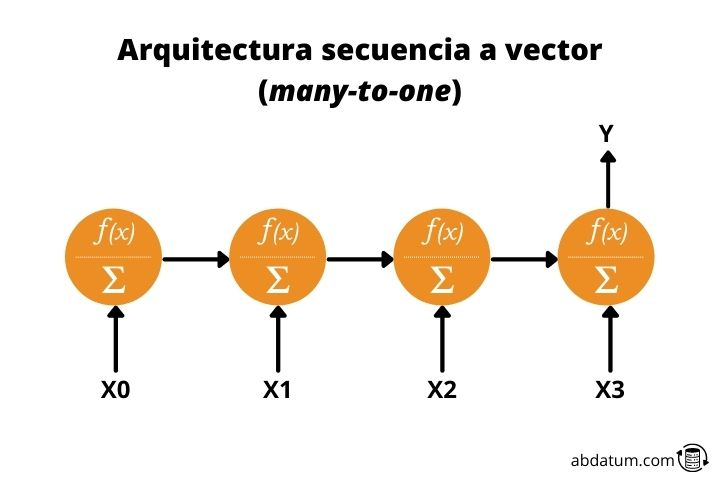 Arquitectura secuencia a vector
(many-to-one)
Y
f(x) f(x) f(x) f(x)
Σ Σ Σ Σ
X0 X1 X2 X3
abdatum.com